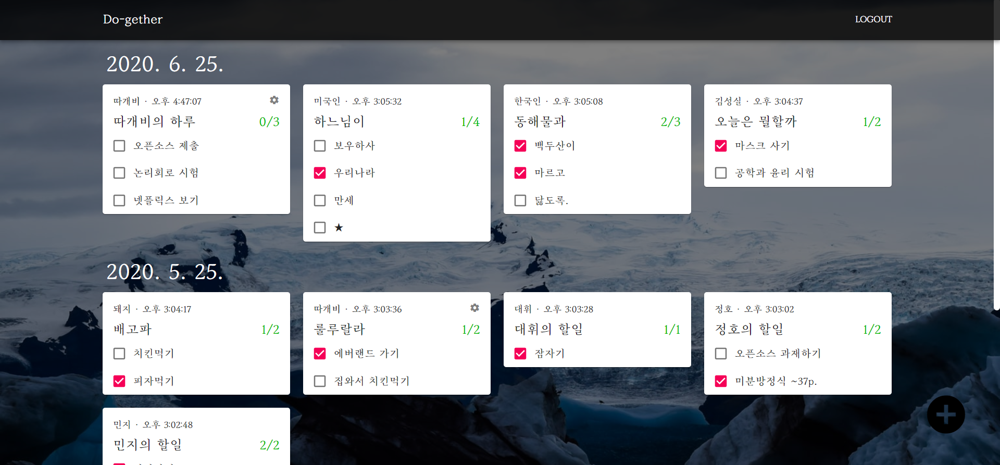 Do-gether
LOGOUT
2020. 6. 25.
따개비 · 오후 4:47:07
따개비의 하루 0/3
오픈소스 제출
논리회로 시험
넷플릭스 보기
미국인 · 오후 3:05:32
하느님이 1/4
보우하사
우리나라
만세
★
한국인 · 오후 3:05:08
동해물과 2/3
백두산이
마르고
닳도록.
김성실 · 오후 3:04:37
오늘은 뭘할까 1/2
마스크 사기
공학과 윤리 시험
2020. 5. 25.
돼지 · 오후 3:04:17
배고파 1/2
치킨먹기
피자먹기
따개비 · 오후 3:03:36
룰루랄라 1/2
에버랜드 가기
집와서 치킨먹기
대휘 · 오후 3:03:28
대휘의 할일 1/1
잠자기
정호 · 오후 3:03:02
정호의 할일 1/2
오픈소스 과재하기
미분방정식 ~37p.
민지 · 오후 3:02:48
민지의 할일 2/2